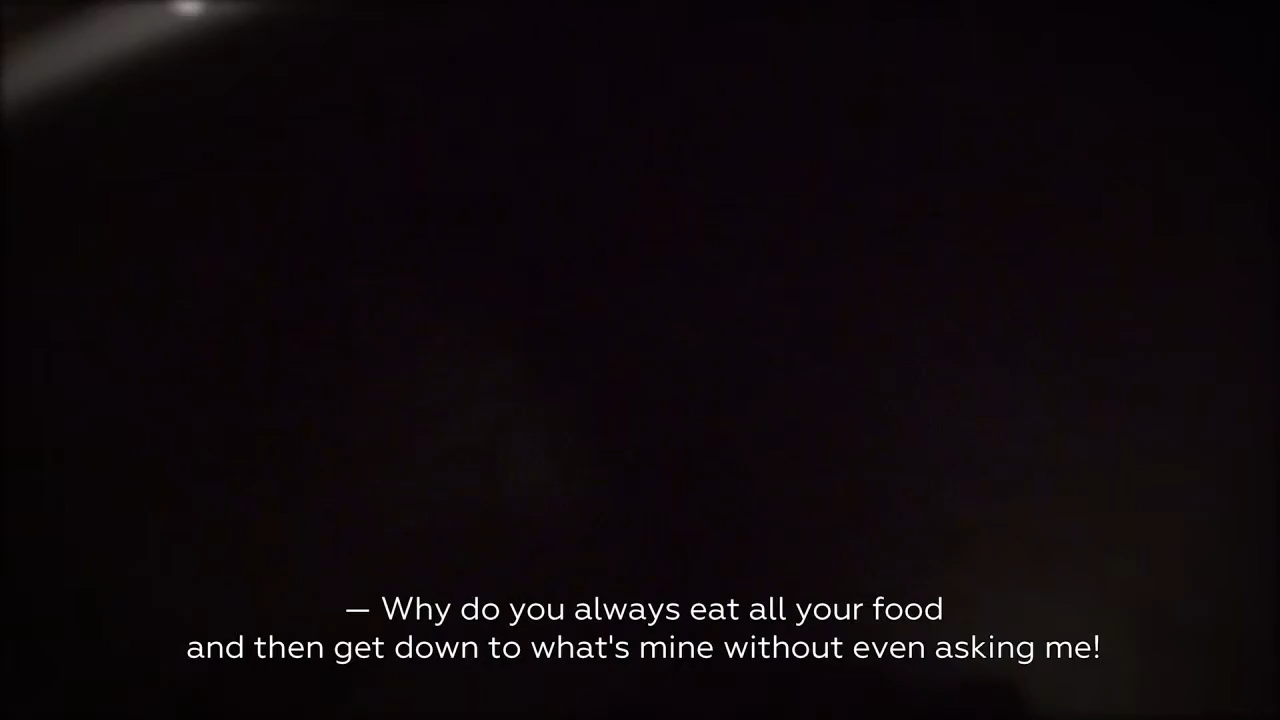 — Why do you always eat all your food
and then get down to what's mine without even asking me!